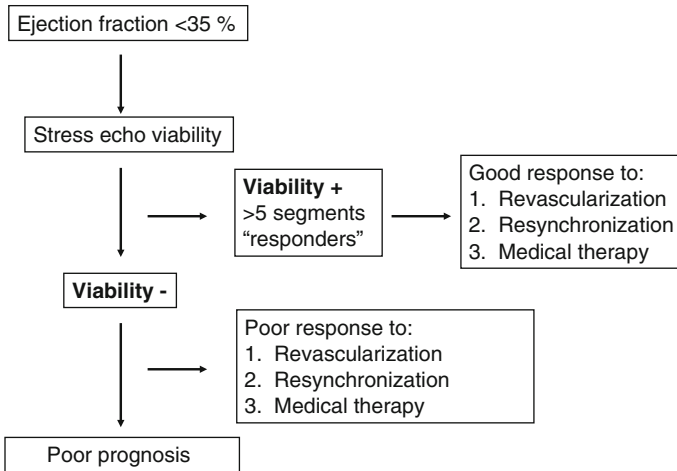 Ejection fraction <35 %
Stress echo viability
Viability +
>5 segments
“responders”
Good response to:
1. Revascularization
2. Resynchronization
3. Medical therapy
Viability -
Poor response to:
1. Revascularization
2. Resynchronization
3. Medical therapy
Poor prognosis